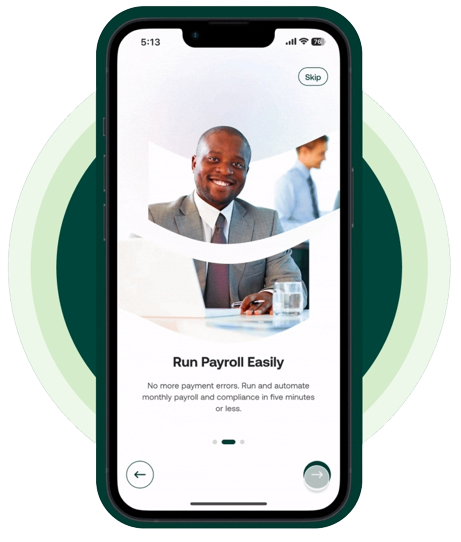 5:13
76
Skip
Run Payroll Easily
No more payment errors. Run and automate
monthly payroll and compliance in five minutes
or less.